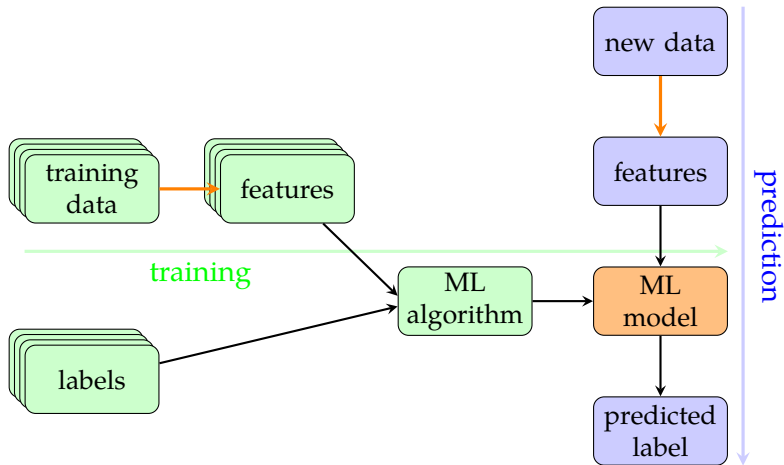 new data
training
data
features
features
prediction
training
ML
algorithm
ML
model
labels
predicted
label